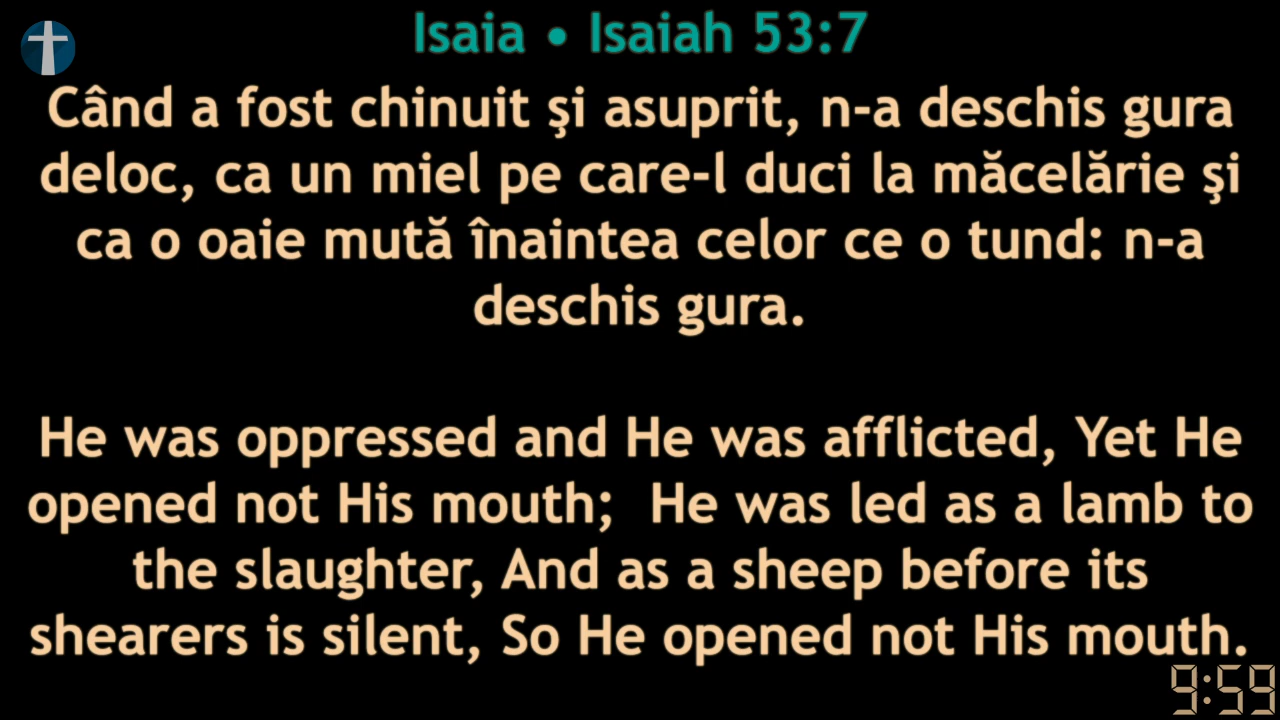 Isaia • Isaiah 53:7
Când a fost chinuit şi asuprit, n-a deschis gura
deloc, ca un miel pe care-l duci la măcelărie şi
ca o oaie mută înaintea celor ce o tund: n-a
deschis gura.
He was oppressed and He was afflicted, Yet He
opened not His mouth;  He was led as a lamb to
the slaughter, And as a sheep before its
shearers is silent, So He opened not His mouth.
9:59